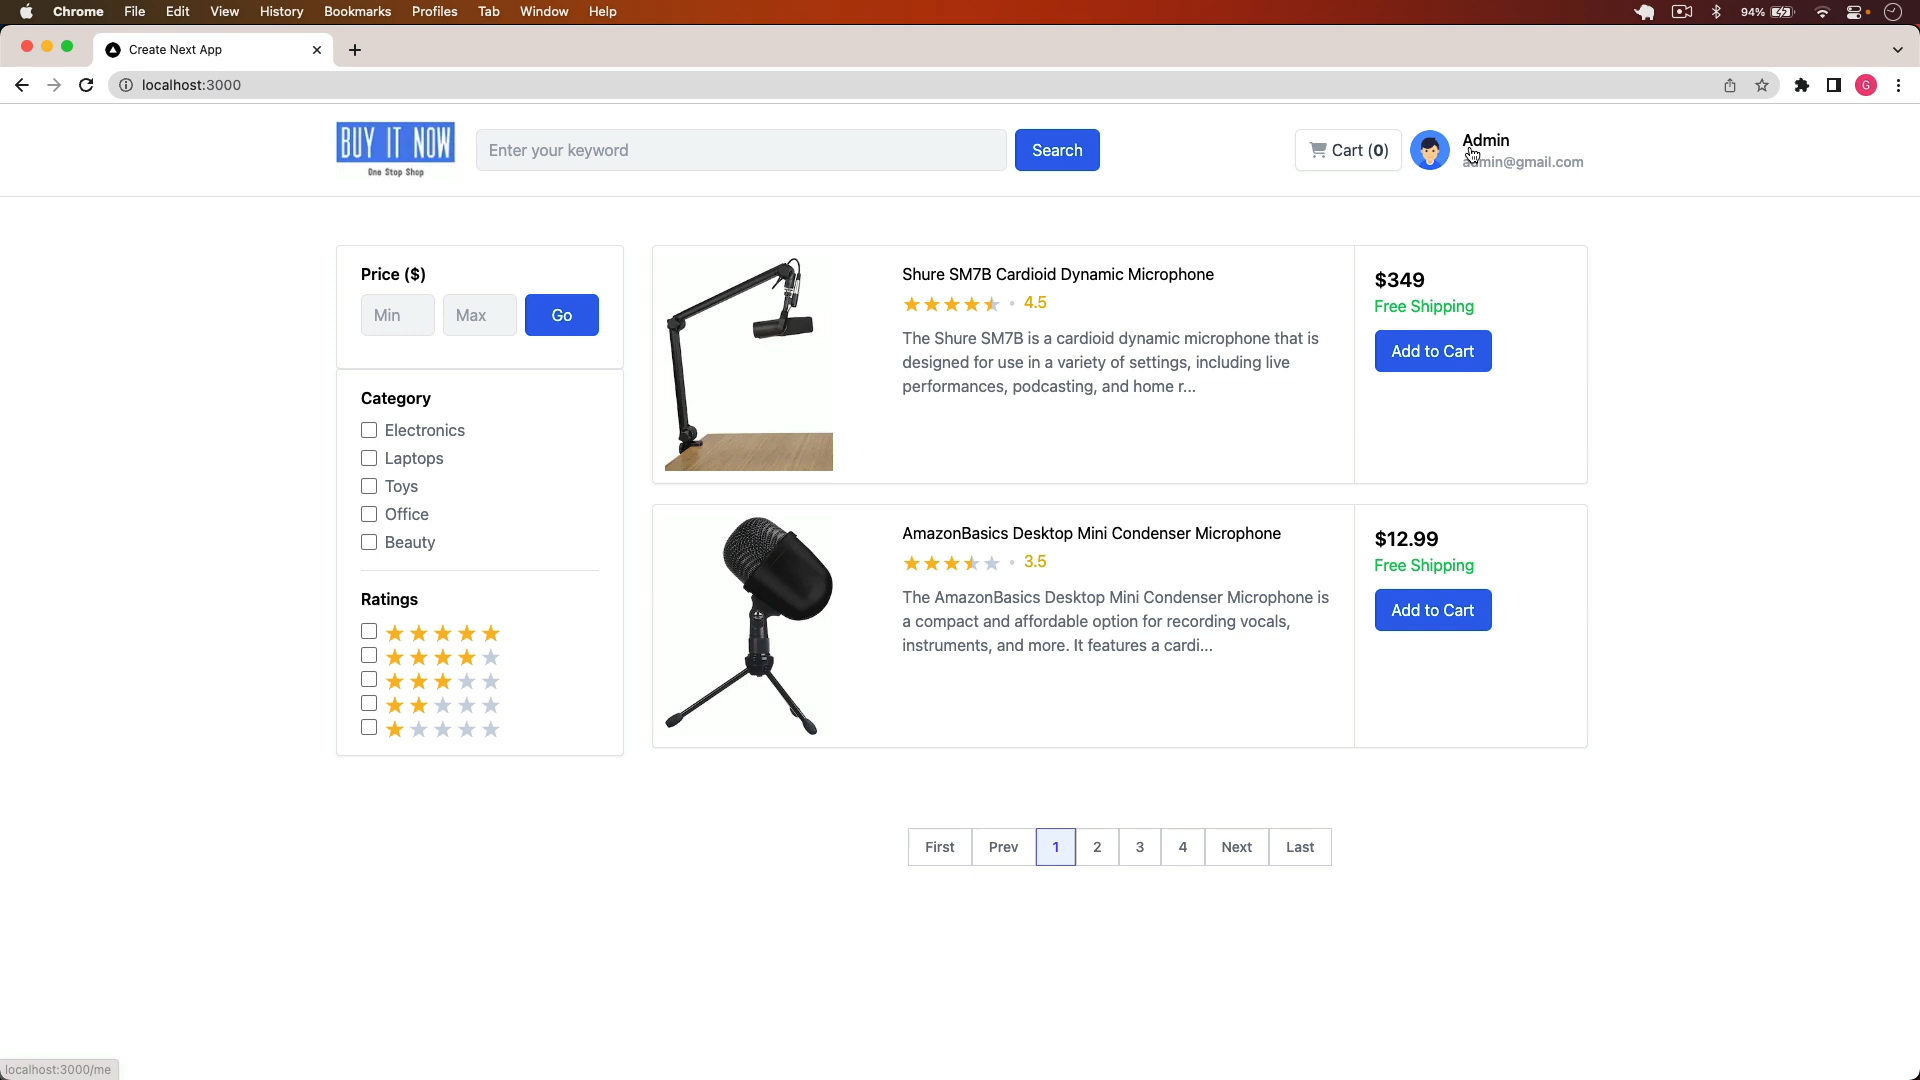 Chrome File Edit View History Bookmarks Profiles Tab Window Help 94%
Create Next App
localhost:3000 G
BUY IT NOW
One Stop Shop
Enter your keyword
Search
Cart (0)
Admin
admin@gmail.com
Price ($)
Min Max Go
Category
Electronics
Laptops
Toys
Office
Beauty
Ratings
Shure SM7B Cardioid Dynamic Microphone
4.5
The Shure SM7B is a cardioid dynamic microphone that is
designed for use in a variety of settings, including live
performances, podcasting, and home r...
$349
Free Shipping
Add to Cart
AmazonBasics Desktop Mini Condenser Microphone
3.5
The AmazonBasics Desktop Mini Condenser Microphone is
a compact and affordable option for recording vocals,
instruments, and more. It features a cardi...
$12.99
Free Shipping
Add to Cart
First Prev 1 2 3 4 Next Last
localhost:3000/me